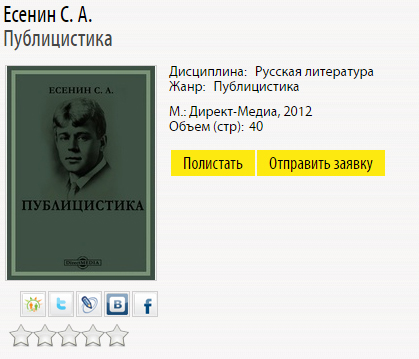 Есенин С. А.
Публицистика
ЕСЕНИН С. А.
ПУБЛИЦИСТИКА
Дисциплина: Русская литература
Жанр: Публицистика
М.: Директ-Медиа, 2012
Объем (стр): 40
Полистать
Отправить заявку